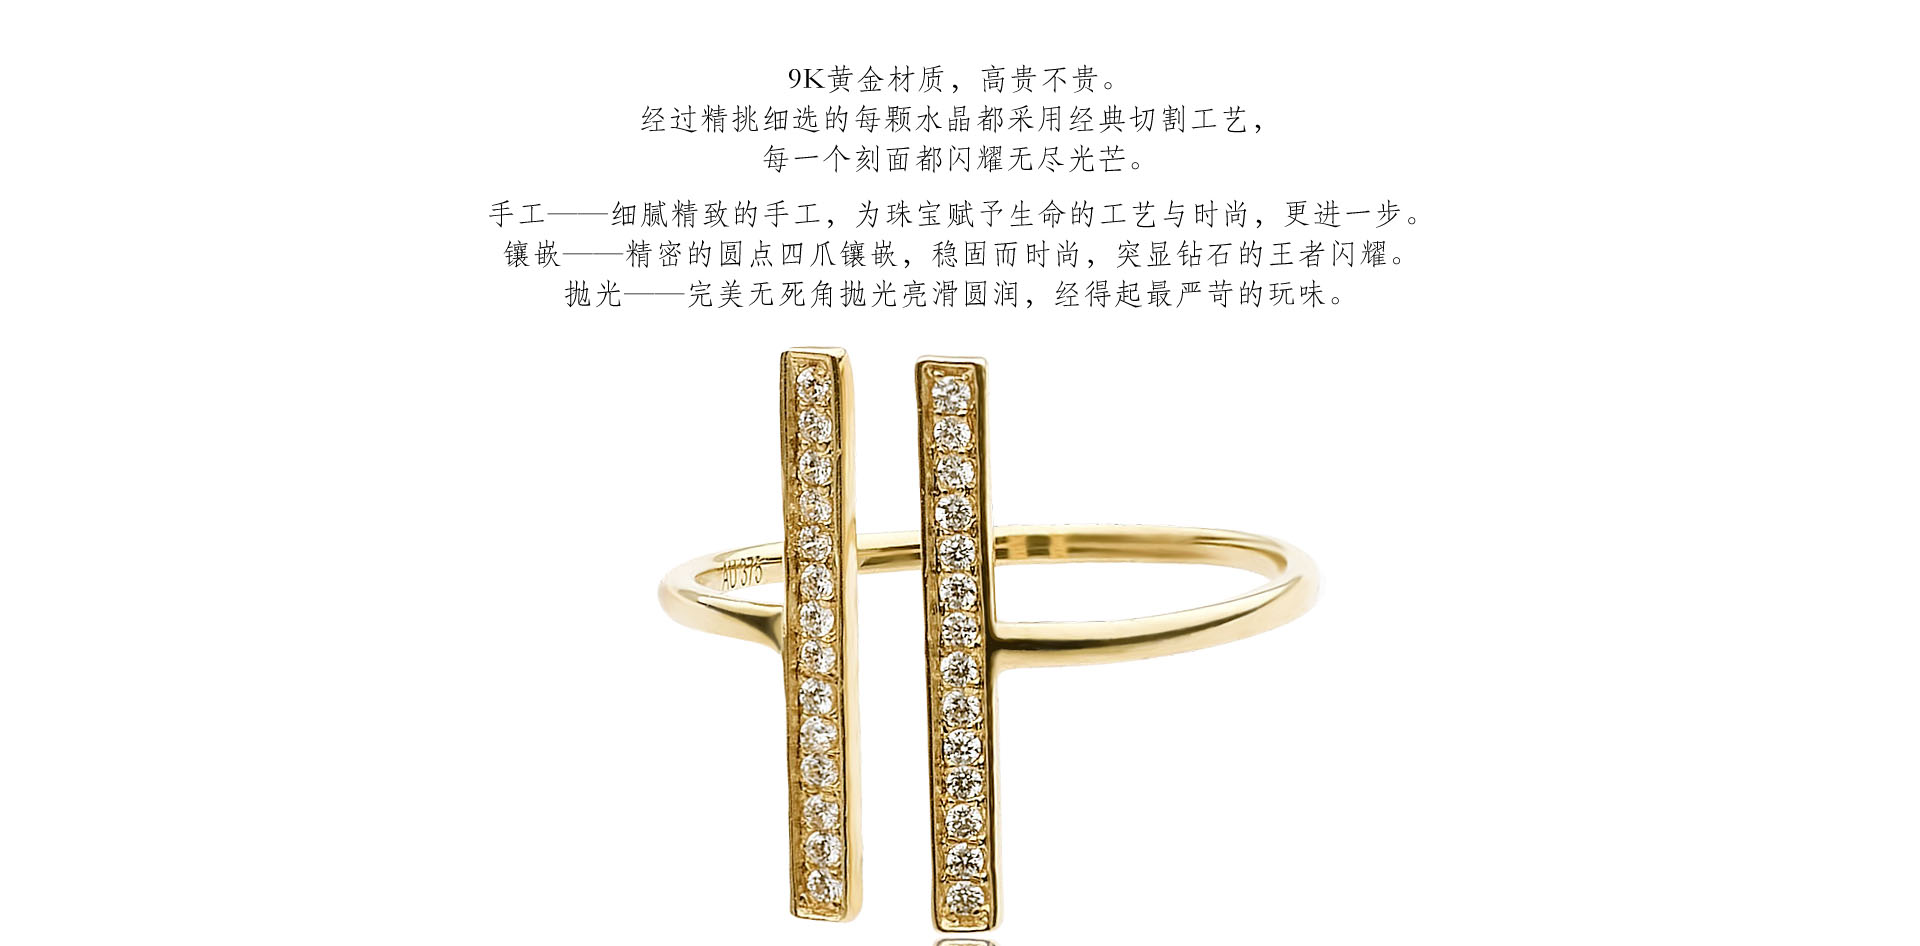 9K黄金材质，高贵不贵。
经过精挑细选的每颗水晶都采用经典切割工艺，
每一个刻面都闪耀无尽光芒。
手工——细腻精致的手工，为珠宝赋予生命的工艺与时尚，更进一步。
镶嵌——精密的圆点四爪镶嵌，稳固而时尚，突显钻石的王者闪耀。
抛光——完美无死角抛光亮滑圆润，经得起最严苛的玩味。
AU375